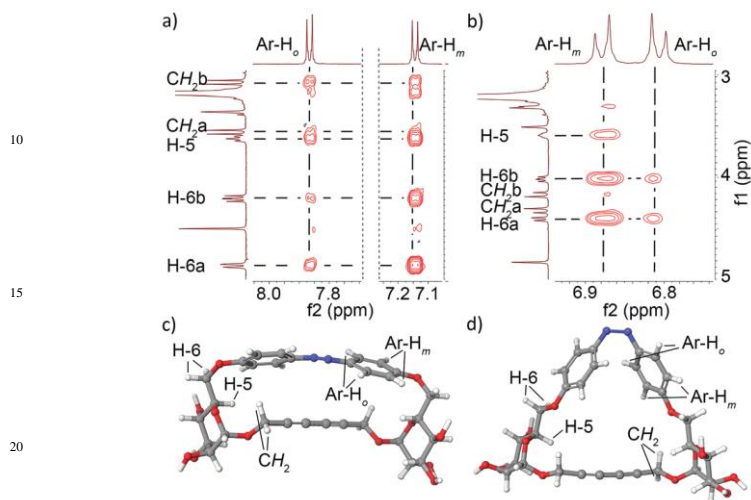 a)
b)
Ar-Hₒ
Ar-Hₘ
Ar-Hₘ
Ar-Hₒ
CH₂b
CH₂a
H-5
H-6b
H-6a
8.0
7.8
7.2 7.1
f2 (ppm)
H-5
H-6b
CH₂b
CH₂a
H-6a
3
4
5
f1 (ppm)
6.9
6.8
f2 (ppm)
10
15
20
c)
H-6
H-5
Ar-Hₘ
Ar-Hₒ
CH₂
d)
Ar-Hₒ
Ar-Hₘ
H-6
H-5
CH₂